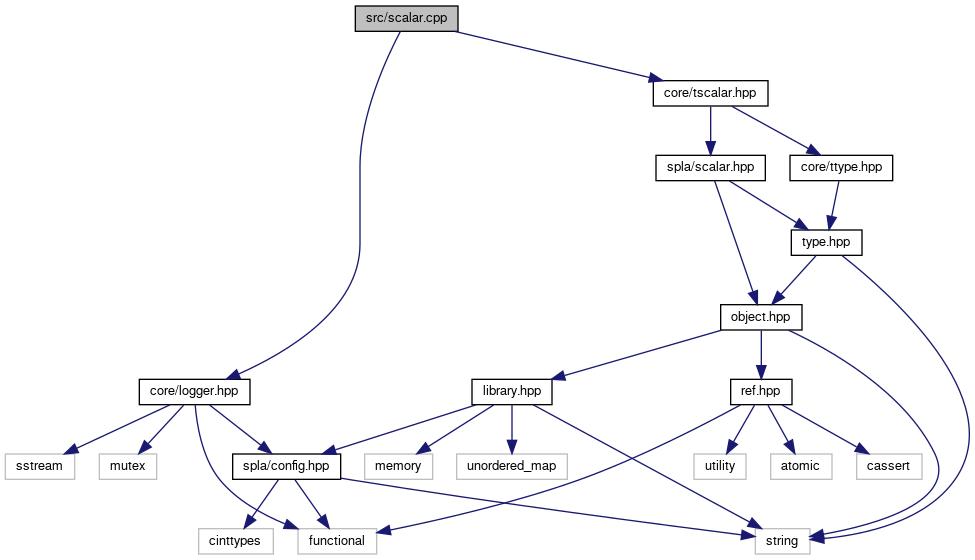 src/scalar.cpp
core/tscalar.hpp
spla/scalar.hpp
core/ttype.hpp
type.hpp
object.hpp
core/logger.hpp
library.hpp
ref.hpp
sstream
mutex
spla/config.hpp
memory
unordered_map
utility
atomic
cassert
cinttypes
functional
string